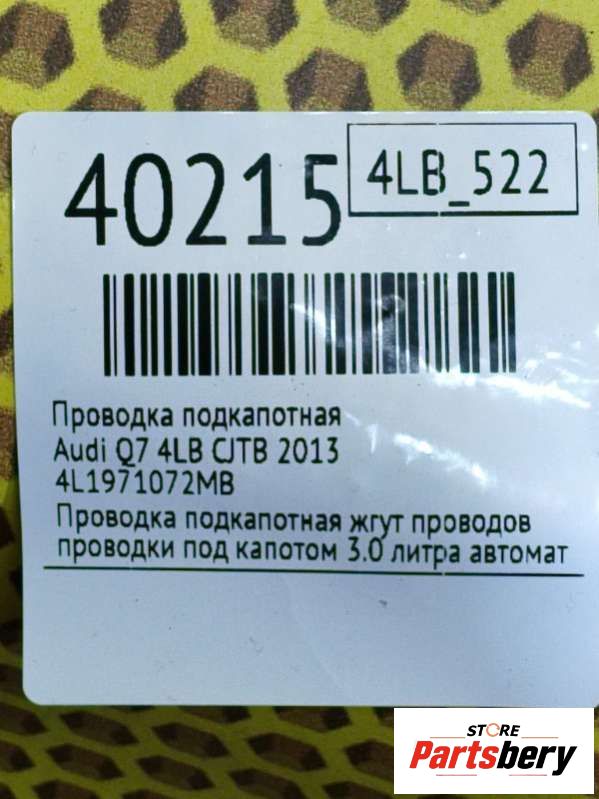 40215
4LB_522
Проводка подкапотная
Audi Q7 4LB CJTB 2013
4L1971072MB
Проводка подкапотная жгут проводов
проводки под капотом 3.0 литра автомат
STORE
Partsbery